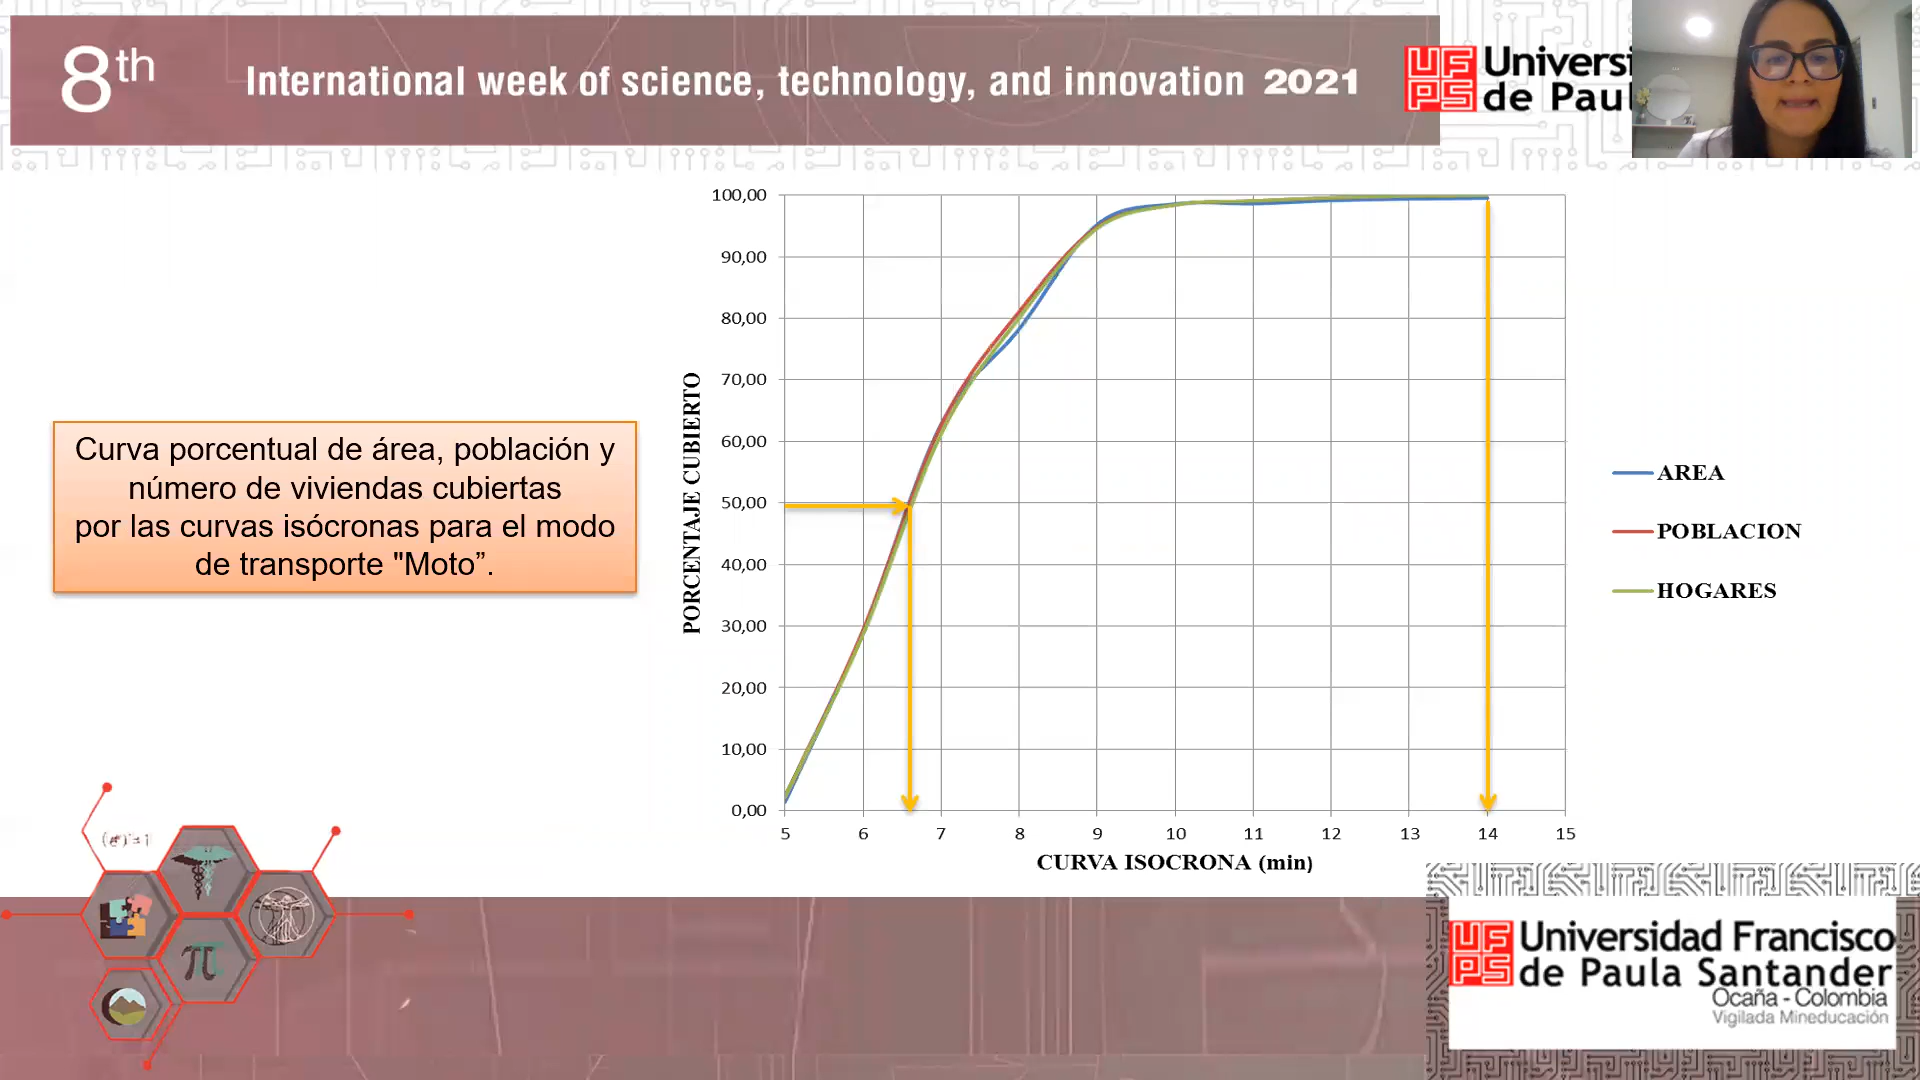 8th
International week of science, technology, and innovation 2021
UF
PS
Universi
de Paul
100,00
90,00
80,00
70,00
60,00
50,00
40,00
30,00
20,00
10,00
0,00
PORCENTAJE CUBIERTO
5 6 7 8 9 10 11 12 13 14 15
CURVA ISOCRONA (min)
AREA
POBLACION
HOGARES
Curva porcentual de área, población y
número de viviendas cubiertas
por las curvas isócronas para el modo
de transporte "Moto”.
π
UF
PS
Universidad Francisco
de Paula Santander
Ocaña - Colombia
Vigilada Mineducación